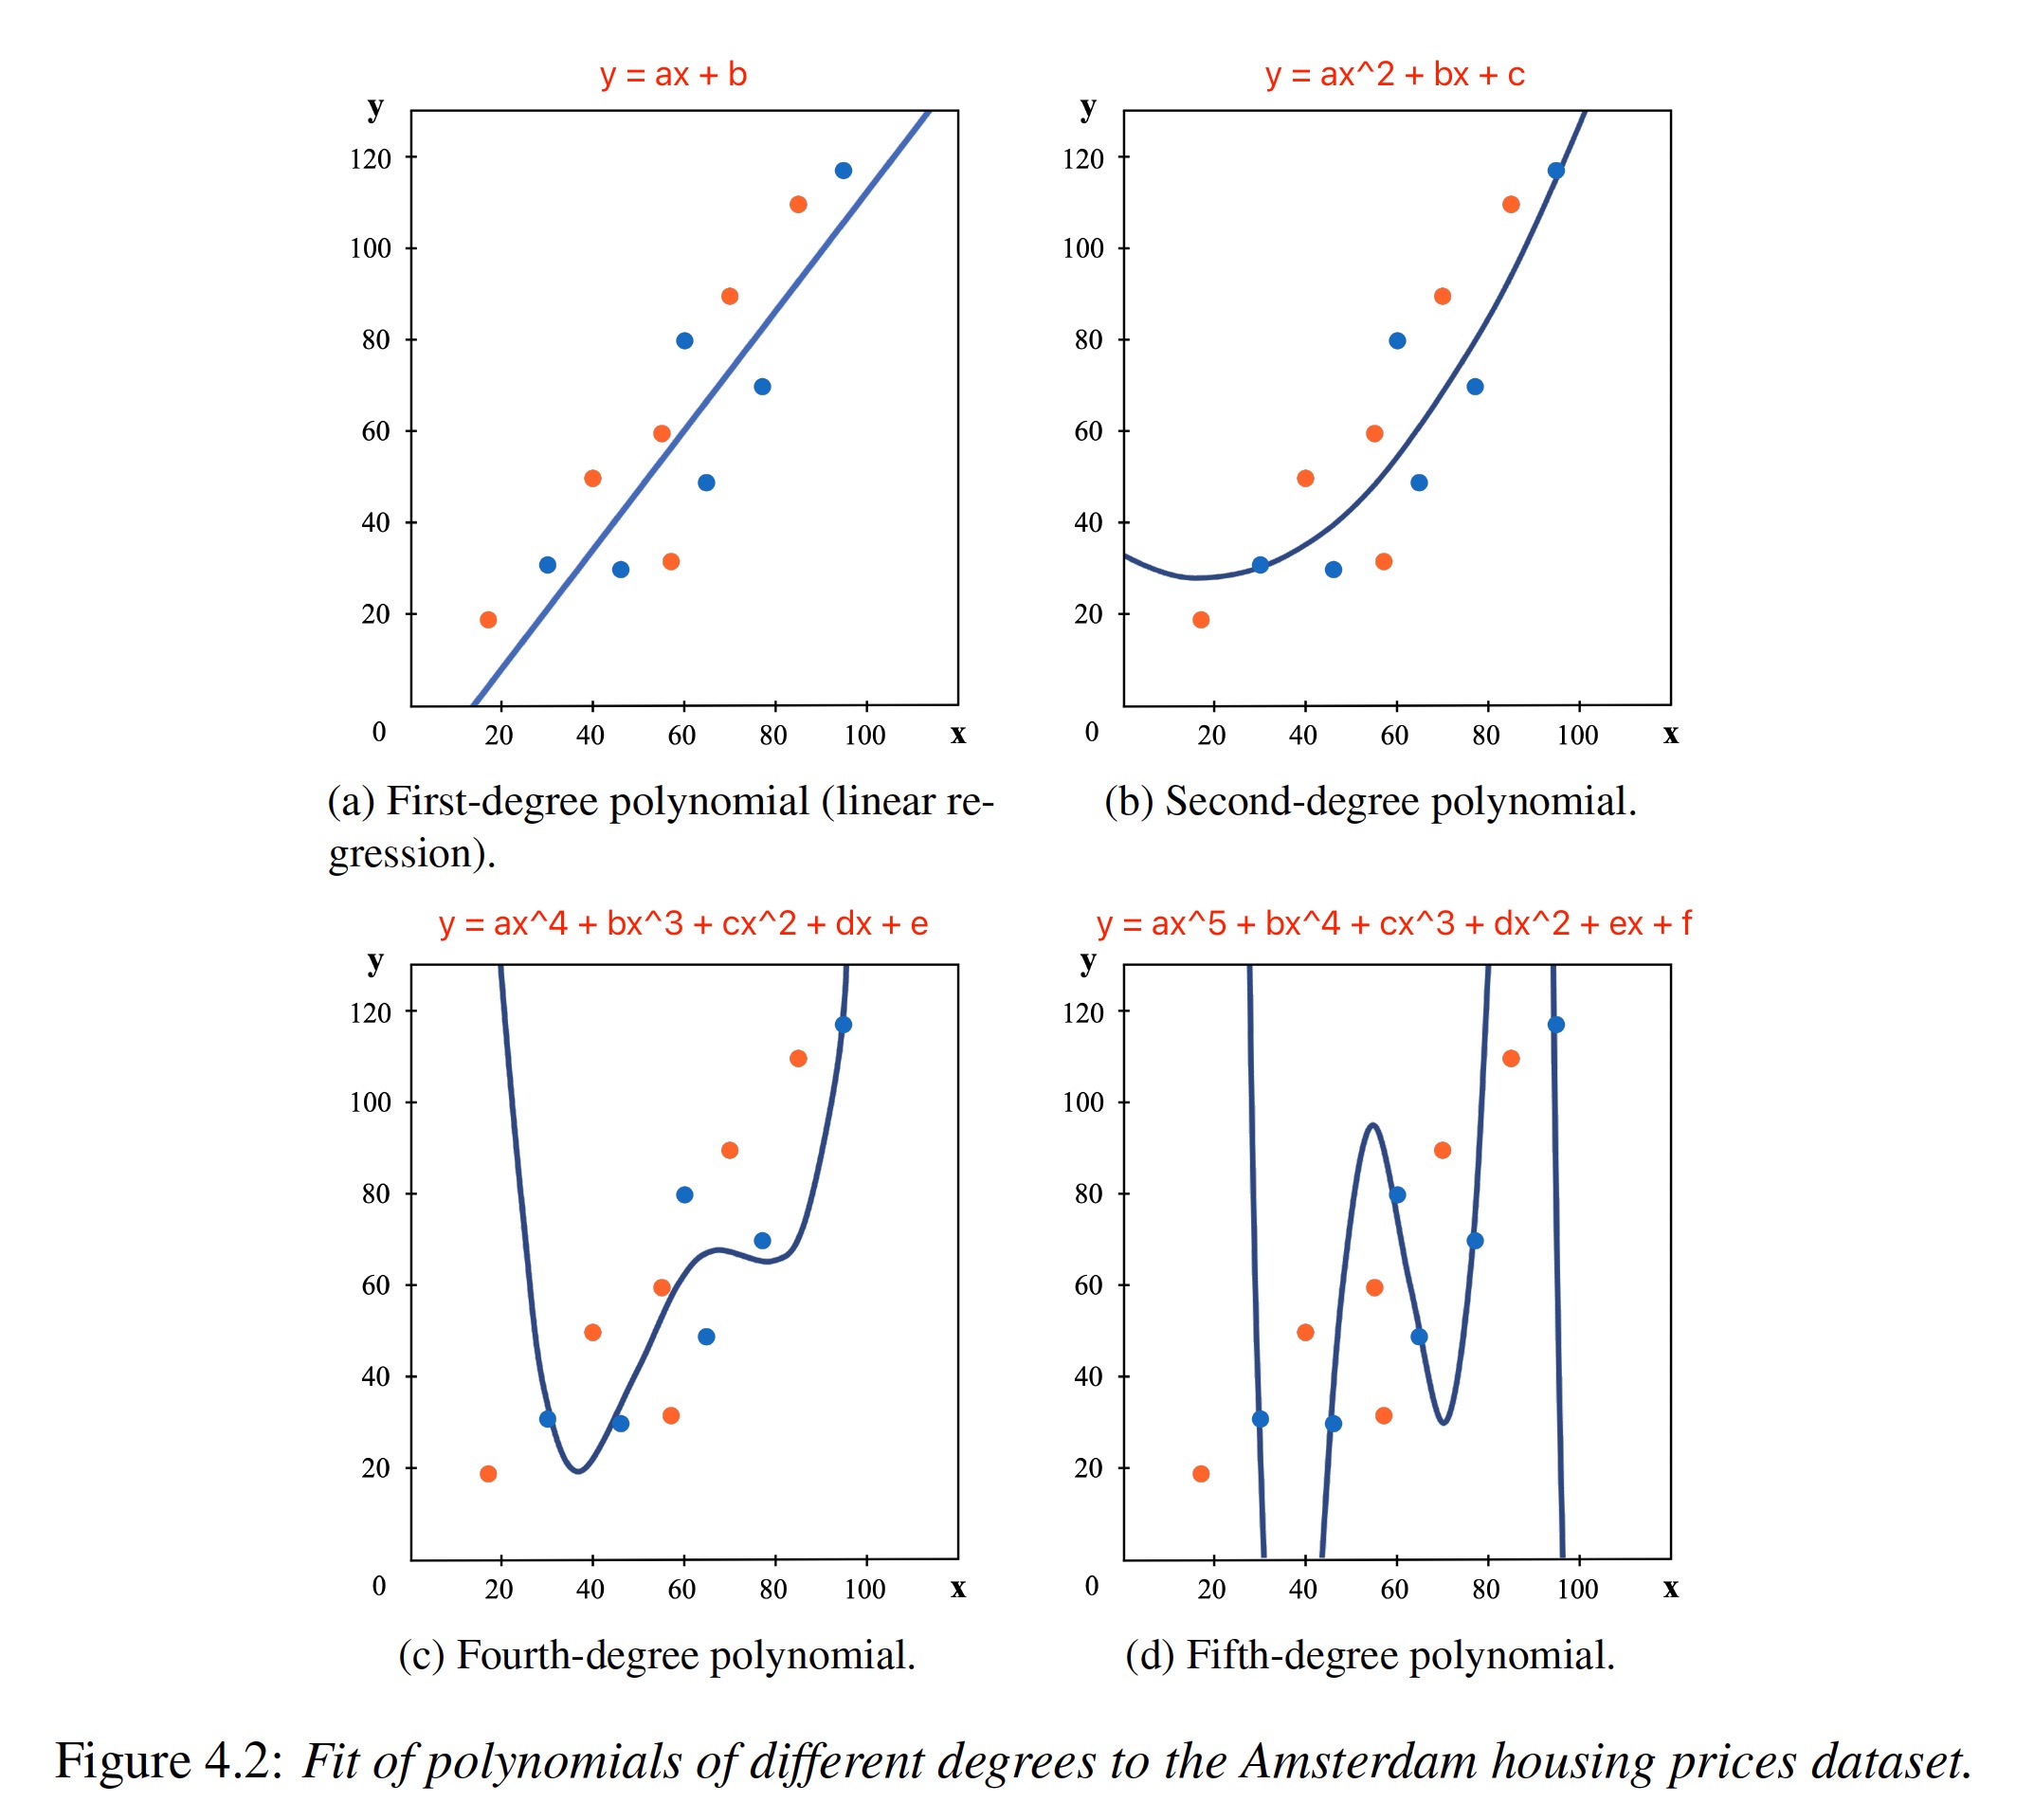 y = ax + b
y
120
100
80
60
40
20
0
20 40 60 80 100 x
(a) First-degree polynomial (linear re-
gression).
y = ax^2 + bx + c
y
120
100
80
60
40
20
0
20 40 60 80 100 x
(b) Second-degree polynomial.
y = ax^4 + bx^3 + cx^2 + dx + e
y
120
100
80
60
40
20
0
20 40 60 80 100 x
(c) Fourth-degree polynomial.
y = ax^5 + bx^4 + cx^3 + dx^2 + ex + f
y
120
100
80
60
40
20
0
20 40 60 80 100 x
(d) Fifth-degree polynomial.
Figure 4.2: Fit of polynomials of different degrees to the Amsterdam housing prices dataset.